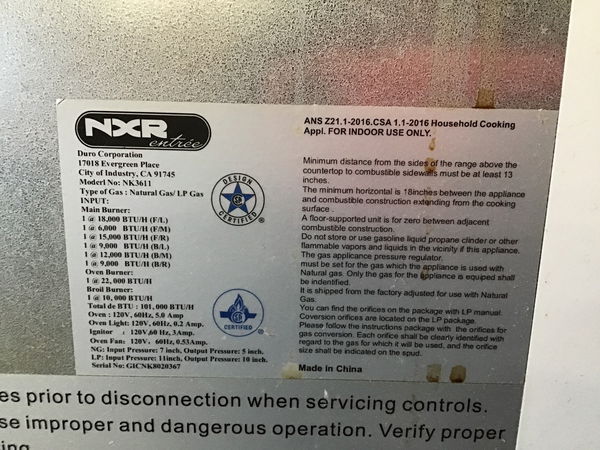 NXR
entrée
Duro Corporation
17018 Evergreen Place
City of Industry, CA 91745
Model No: NK3611
Type of Gas : Natural Gas/ LP Gas
INPUT:
Main Burner:
1 @ 18,000 BTU/H (F/L)
1 @ 6,000 BTU/H (F/M)
1 @ 15,000 BTU/H (F/R)
1 @ 9,000 BTU/H (B/L)
1 @ 12,000 BTU/H (B/M)
1 @ 9,000 BTU/H (B/R)
Oven Burner:
1 @ 22, 000 BTU/H
Broil Burner:
1 @ 10, 000 BTU/H
Total de BTU : 101, 000 BTU/H
Oven : 120V, 60Hz, 5.0 Amp
Oven Light: 120V, 60Hz, 0.2 Amp.
Ignitor : 120V,60 Hz, 3Amp.
Oven Fan: 120V, 60Hz, 0.53Amp.
NG: Input Pressure: 7 inch, Output Pressure: 5 inch.
LP: Input Pressure: 11inch, Output Pressure: 10 inch.
Serial No: GICNK8020367
DESIGN
CERTIFIED
CERTIFIED
ANS Z21.1-2016.CSA 1.1-2016 Household Cooking
Appl. FOR INDOOR USE ONLY.
Minimum distance from the sides of the range above the
countertop to combustible sidewalls must be at least 13
inches.
The minimum horizontal is 18inches between the appliance
and combustible construction extending from the cooking
surface .
A floor-supported unit is for zero between adjacent
combustible construction.
Do not store or use gasoline liquid propane clinder or other
flammable vapors and liquids in the vicinity if this appliance.
The gas applicance pressure regulator.
must be set for the gas which the appliance is used with
Natural gas. Only the gas for the appliance is equiped shall
be indentified.
It is shipped from the factory adjusted for use with Natural
Gas.
You can find the orifices on the package with LP manual.
Coversion orifices are located on the LP package.
Please follow the instructions package with the orifices for
gas conversion. Each orifice shall be clearly identified with
regard to the gas for which it will be used, and the orifice
size shall be indicated on the spud.
Made in China
es prior to disconnection when servicing controls.
se improper and dangerous operation. Verify proper
ing